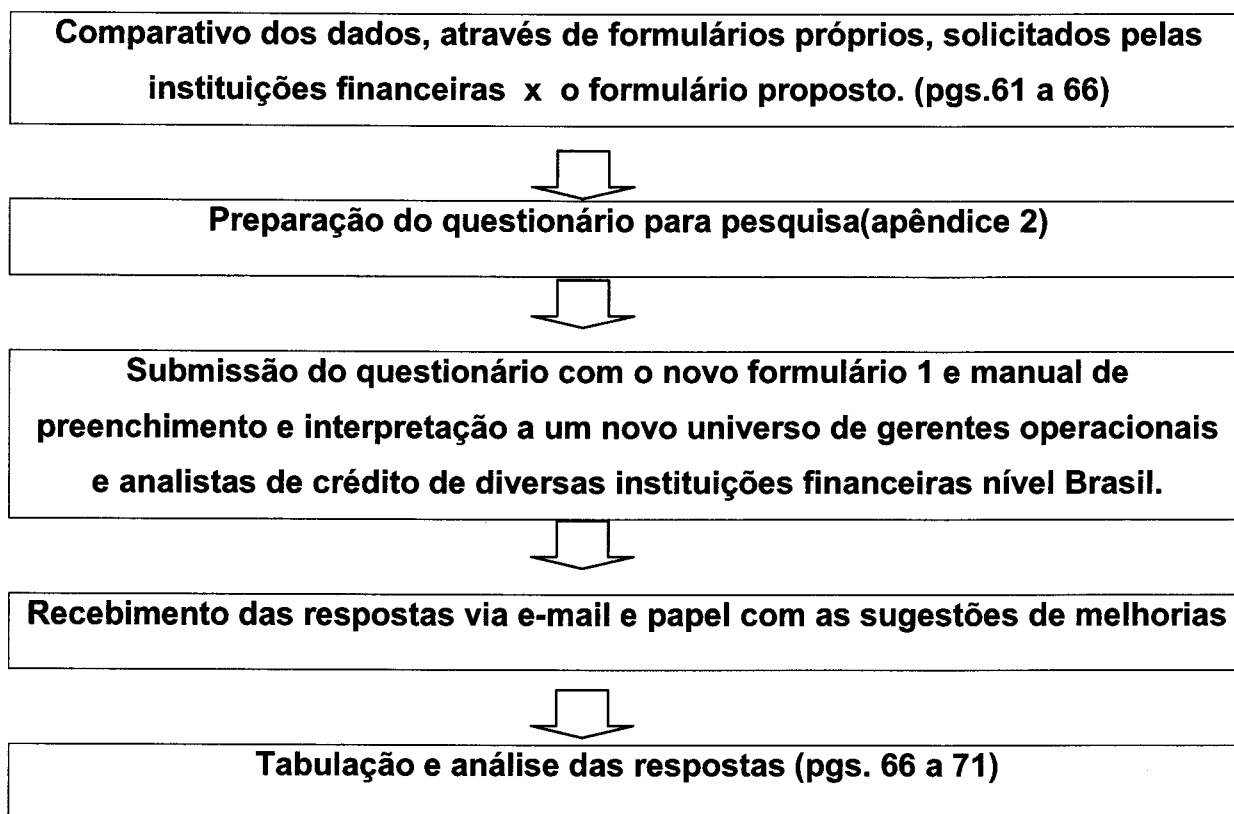 Comparativo dos dados, através de formulários próprios, solicitados pelas
instituições financeiras x o formulário proposto. (pgs.61 a 66)
Preparação do questionário para pesquisa(apêndice 2)
Submissão do questionário com o novo formulário 1 e manual de
preenchimento e interpretação a um novo universo de gerentes operacionais
e analistas de crédito de diversas instituições financeiras nível Brasil.
Recebimento das respostas via e-mail e papel com as sugestões de melhorias
Tabulação e análise das respostas (pgs. 66 a 71)